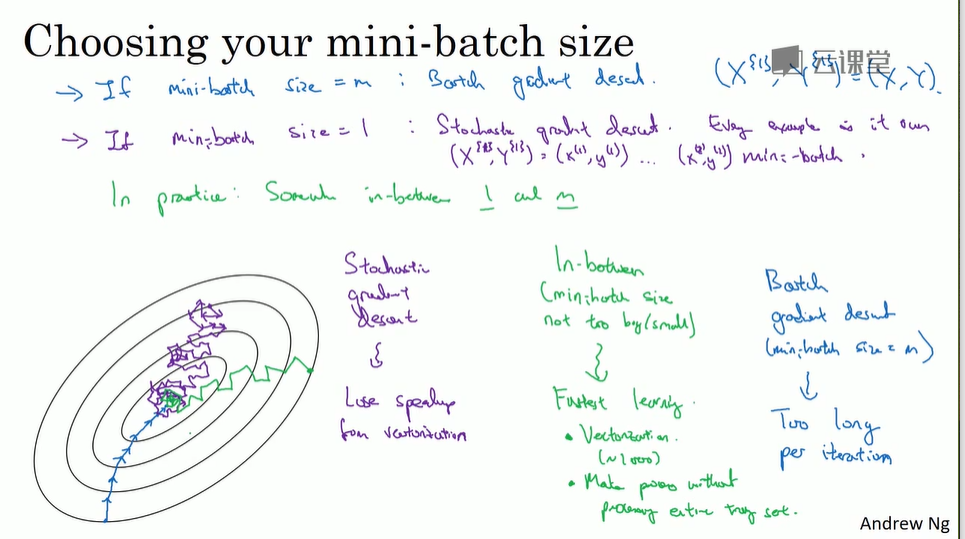 Choosing your mini-batch size
→ If mini-batch size = m : Batch gradient descent. (X^{1}, Y^{1}) = (X, Y).
云课堂
→ If mini-batch size = 1 : Stochastic gradient descent. Every example is it own
(X^{1}, Y^{1}) = (x^(1), y^(1)) ... (x^(2), y^(2)) mini-batch.
In practice: Somewhere in-between 1 and m
Stochastic
gradient
descent
Lose speedup
from vectorization
In-between
(mini-batch size
not too big/small)
Fastest learning.
• Vectorization.
(~1000)
• Make progress without
processing entire training set.
Batch
gradient descent
(mini-batch size = m)
Too long
per iteration
Andrew Ng